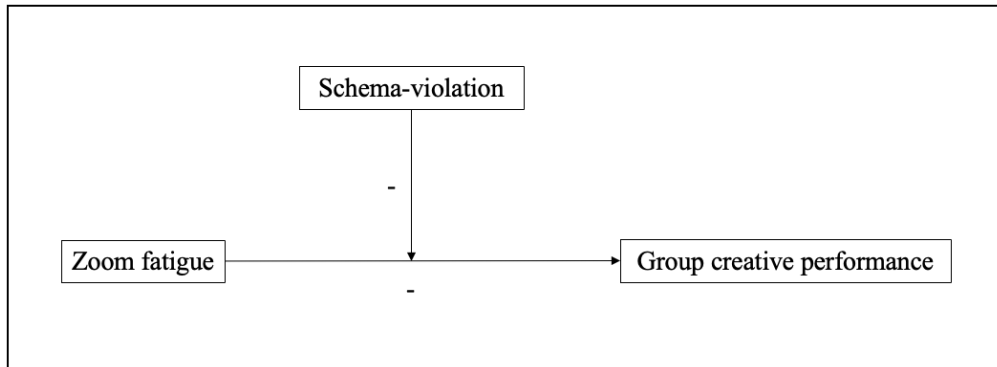 Schema-violation
-
Zoom fatigue
Group creative performance
-